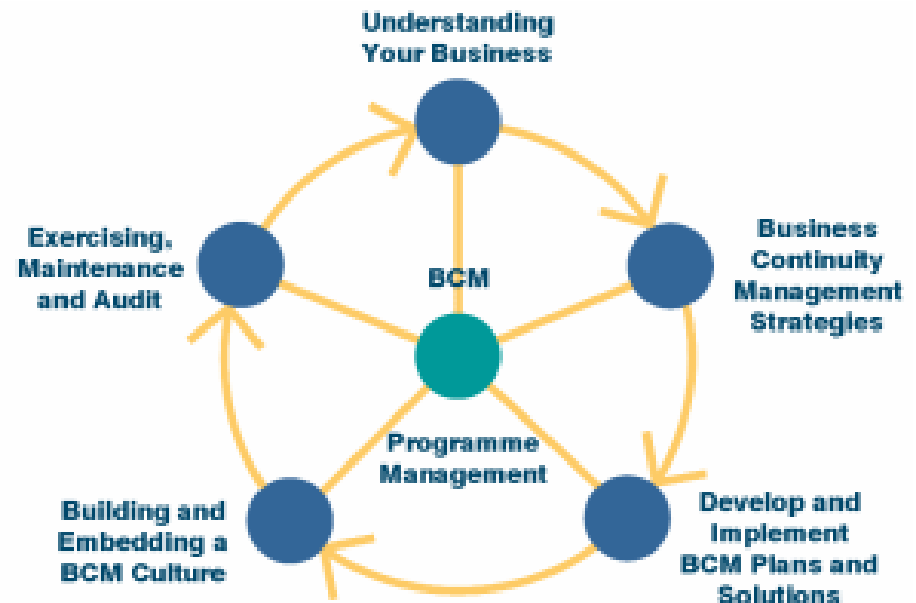 Understanding
Your Business
Business
Continuity
Management
Strategies
Develop and
Implement
BCM Plans and
Solutions
Building and
Embedding a
BCM Culture
Exercising,
Maintenance
and Audit
BCM
Programme
Management